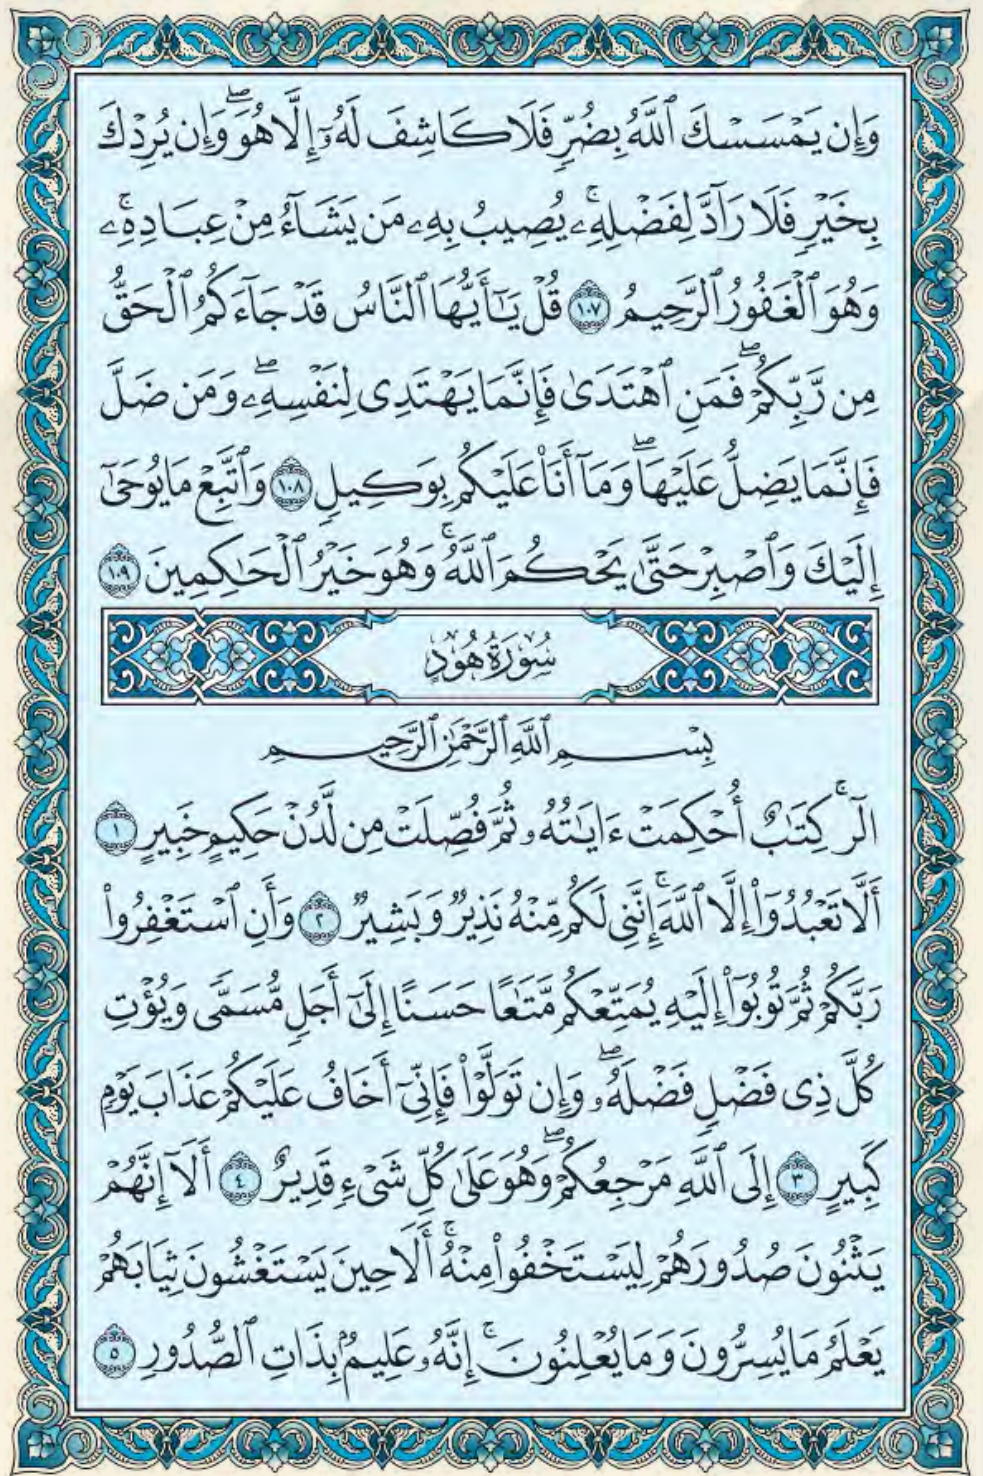 وَإِن يَمْسَسْكَ ٱللَّهُ بِضُرٍّ فَلَا كَاشِفَ لَهُۥٓ إِلَّا هُوَۖ وَإِن يُرِدْكَ
بِخَيْرٍ فَلَا رَآدَّ لِفَضْلِهِۦۚ يُصِيبُ بِهِۦ مَن يَشَآءُ مِنْ عِبَادِهِۦۚ
وَهُوَ ٱلْغَفُورُ ٱلرَّحِيمُ ١٠٧ قُلْ يَٰٓأَيُّهَا ٱلنَّاسُ قَدْ جَآءَكُمُ ٱلْحَقُّ
مِن رَّبِّكُمْۖ فَمَنِ ٱهْتَدَىٰ فَإِنَّمَا يَهْتَدِى لِنَفْسِهِۦۖ وَمَن ضَلَّ
فَإِنَّمَا يَضِلُّ عَلَيْهَاۖ وَمَآ أَنَا۠ عَلَيْكُم بِوَكِيلٍ ١٠٨ وَٱتَّبِعْ مَا يُوحَىٰٓ
إِلَيْكَ وَٱصْبِرْ حَتَّىٰ يَحْكُمَ ٱللَّهُۚ وَهُوَ خَيْرُ ٱلْحَٰكِمِينَ ١٠٩
سُورَةُ هُودٍ
بِسْمِ ٱللَّهِ ٱلرَّحْمَٰنِ ٱلرَّحِيمِ
الٓرۚ كِتَٰبٌ أُحْكِمَتْ ءَايَٰتُهُۥ ثُمَّ فُصِّلَتْ مِن لَّدُنْ حَكِيمٍ خَبِيرٍ ١
أَلَّا تَعْبُدُوٓا۟ إِلَّا ٱللَّهَۚ إِنَّنِى لَكُم مِّنْهُ نَذِيرٌ وَبَشِيرٌ ٢ وَأَنِ ٱسْتَغْفِرُوا۟
رَبَّكُمْ ثُمَّ تُوبُوٓا۟ إِلَيْهِ يُمَتِّعْكُم مَّتَٰعًا حَسَنًا إِلَىٰٓ أَجَلٍ مُّسَمًّى وَيُؤْتِ
كُلَّ ذِى فَضْلٍ فَضْلَهُۥۖ وَإِن تَوَلَّوْا۟ فَإِنِّىٓ أَخَافُ عَلَيْكُمْ عَذَابَ يَوْمٍ
كَبِيرٍ ٣ إِلَى ٱللَّهِ مَرْجِعُكُمْۖ وَهُوَ عَلَىٰ كُلِّ شَىْءٍ قَدِيرٌ ٤ أَلَآ إِنَّهُمْ
يَثْنُونَ صُدُورَهُمْ لِيَسْتَخْفُوا۟ مِنْهُۚ أَلَا حِينَ يَسْتَغْشُونَ ثِيَابَهُمْ
يَعْلَمُ مَا يُسِرُّونَ وَمَا يُعْلِنُونَۚ إِنَّهُۥ عَلِيمٌۢ بِذَاتِ ٱلصُّدُورِ ٥